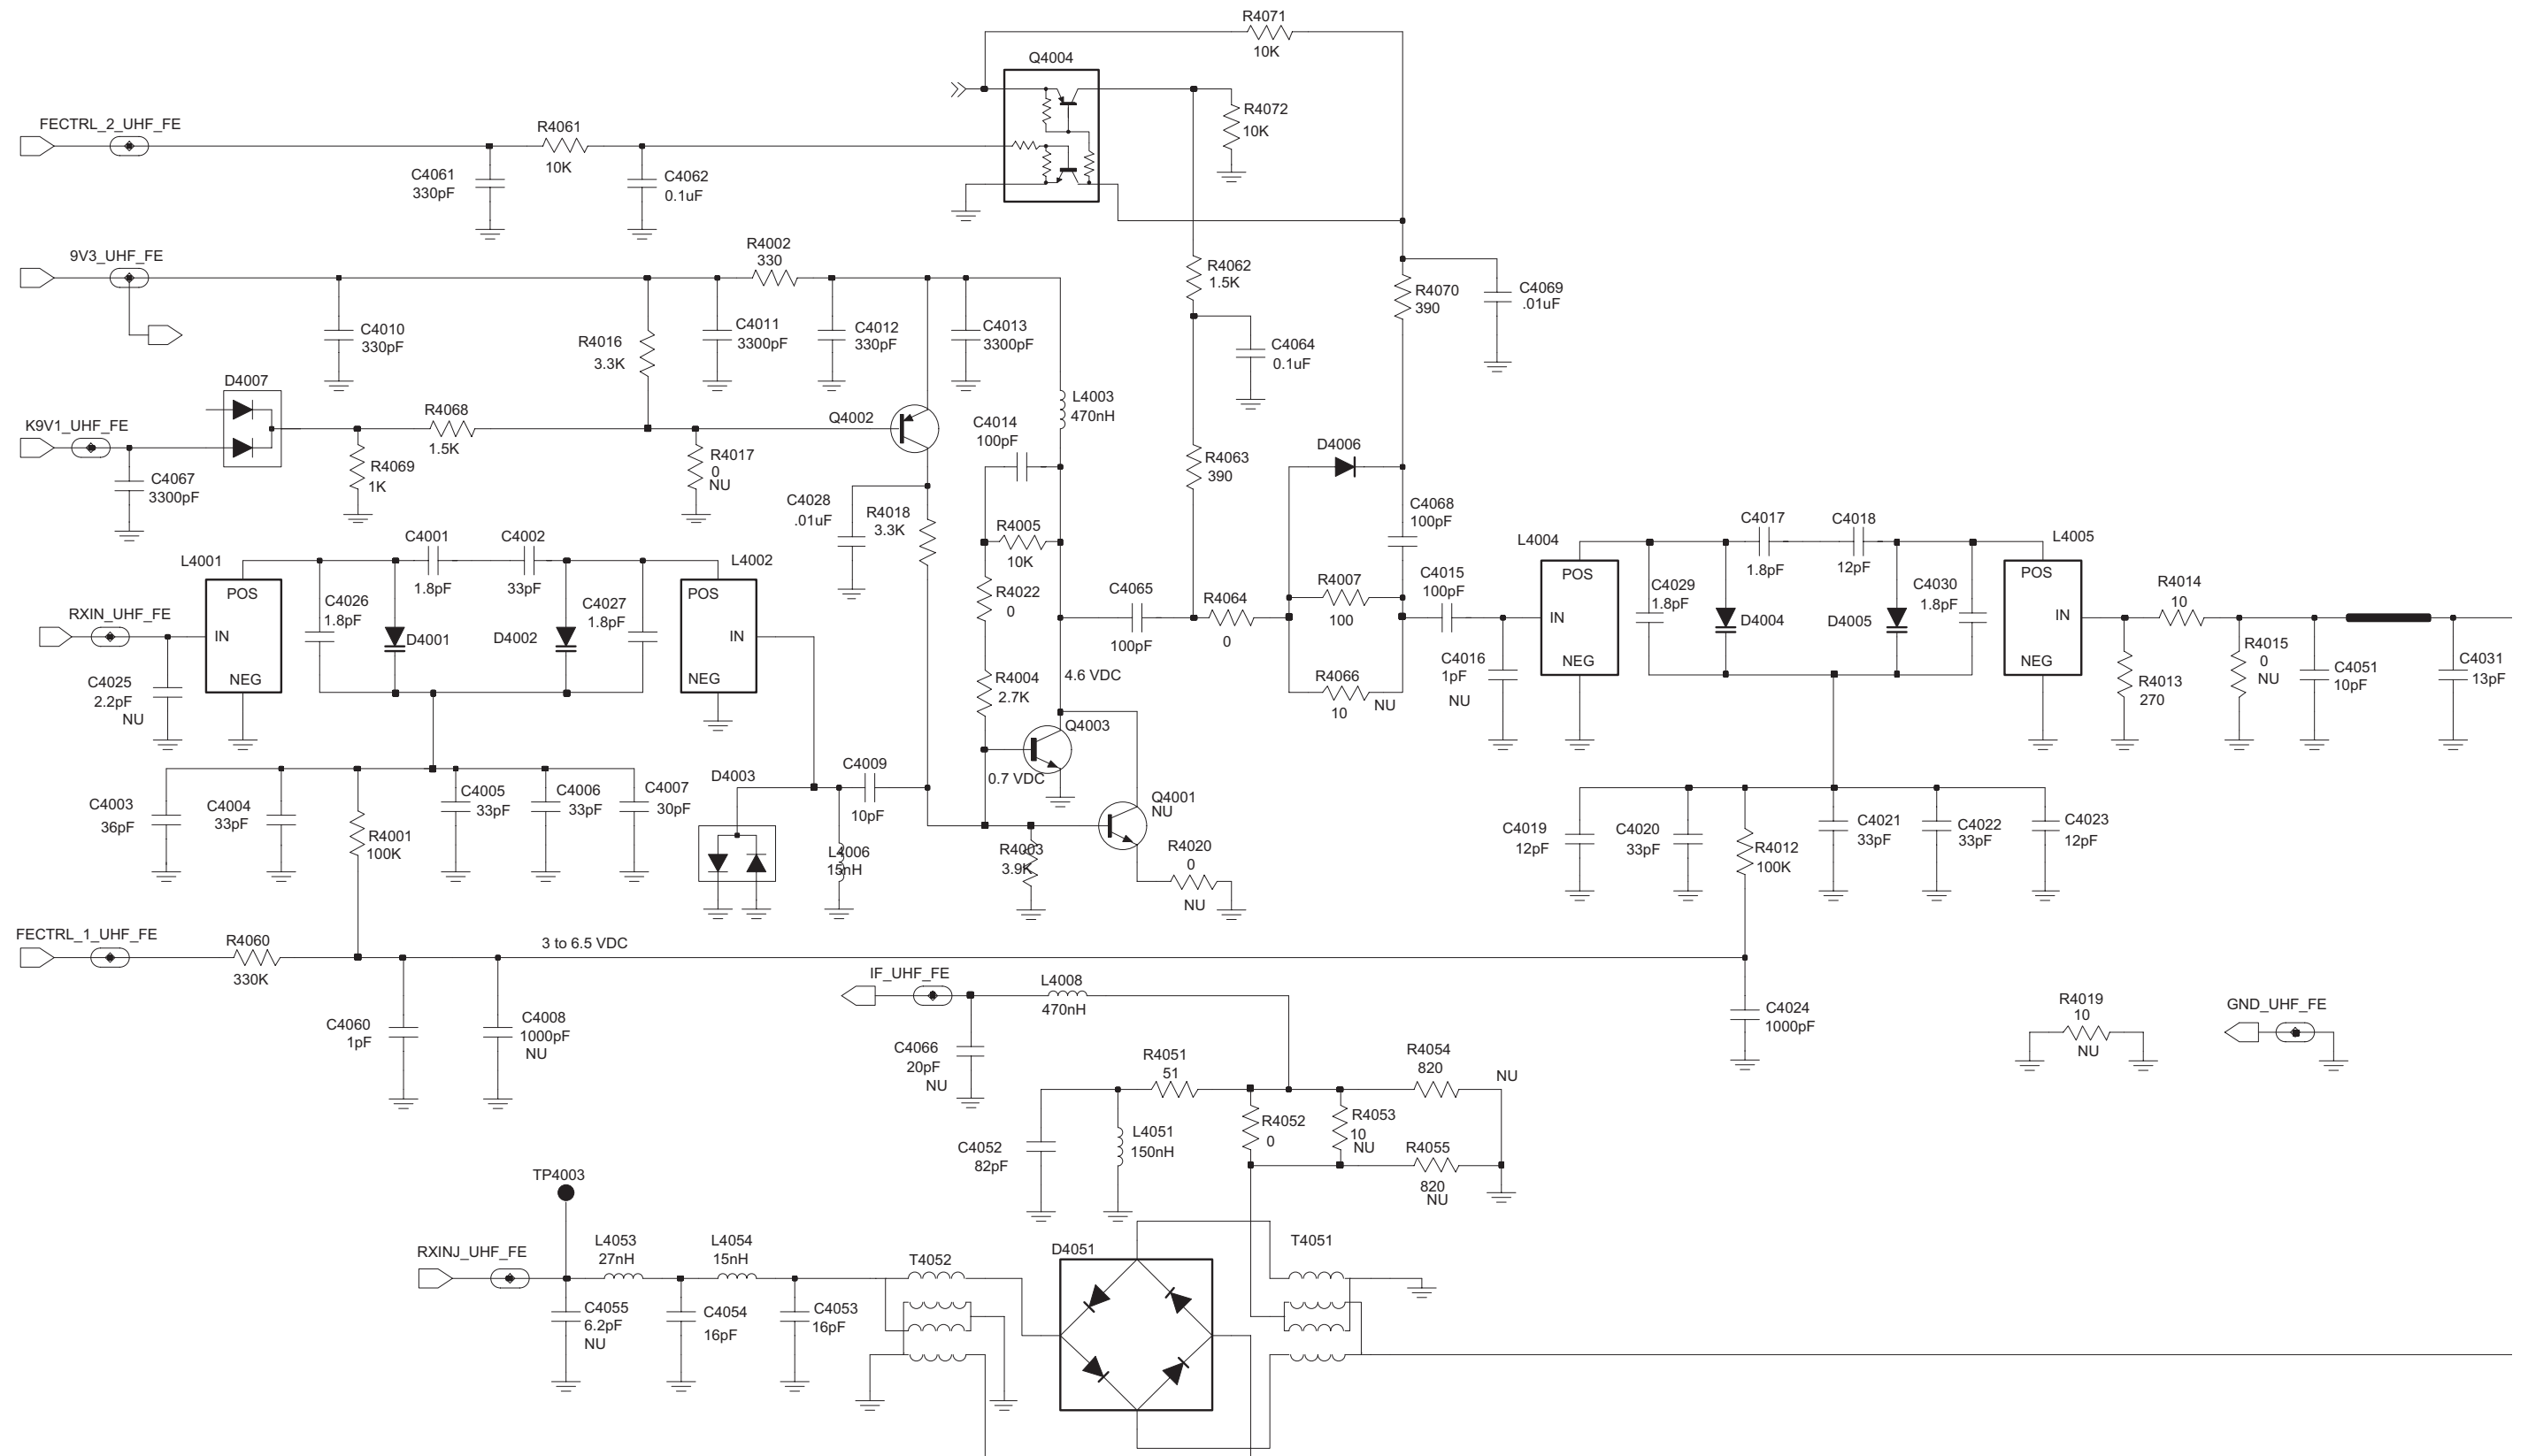 R4071
10K
Q4004
R4072
10K
FECTRL_2_UHF_FE
R4061
10K
C4061
330pF
C4062
0.1uF
9V3_UHF_FE
R4002
330
R4062
1.5K
R4070
390
C4069
.01uF
C4010
330pF
R4016
3.3K
C4011
3300pF
C4012
330pF
C4013
3300pF
C4064
0.1uF
D4007
K9V1_UHF_FE
R4068
1.5K
Q4002
L4003
470nH
C4014
100pF
D4006
C4067
3300pF
R4069
1K
R4017
0
NU
R4063
390
C4028
.01uF
R4018
3.3K
R4005
10K
C4068
100pF
L4001
C4001
1.8pF
C4002
33pF
L4002
L4004
C4017
1.8pF
C4018
12pF
L4005
POS
IN
NEG
C4026
1.8pF
D4001
D4002
C4027
1.8pF
POS
IN
NEG
R4022
0
C4065
100pF
R4064
0
R4007
100
C4015
100pF
POS
IN
NEG
C4029
1.8pF
D4004
D4005
C4030
1.8pF
POS
IN
NEG
R4014
10
RXIN_UHF_FE
C4025
2.2pF
NU
R4004
2.7K
4.6 VDC
R4066
10
NU
C4016
1pF
NU
R4013
270
R4015
0
NU
C4051
10pF
C4031
13pF
Q4003
0.7 VDC
C4003
36pF
C4004
33pF
R4001
100K
C4005
33pF
C4006
33pF
C4007
30pF
D4003
C4009
10pF
L4006
15nH
Q4001
NU
R4003
3.9K
R4020
0
NU
C4019
12pF
C4020
33pF
R4012
100K
C4021
33pF
C4022
33pF
C4023
12pF
FECTRL_1_UHF_FE
R4060
330K
3 to 6.5 VDC
C4060
1pF
C4008
1000pF
NU
IF_UHF_FE
L4008
470nH
C4066
20pF
NU
C4024
1000pF
R4019
10
NU
GND_UHF_FE
R4051
51
R4054
820
NU
R4052
0
R4053
10
NU
R4055
820
NU
C4052
82pF
L4051
150nH
TP4003
RXINJ_UHF_FE
L4053
27nH
L4054
15nH
T4052
D4051
T4051
C4055
6.2pF
NU
C4054
16pF
C4053
16pF